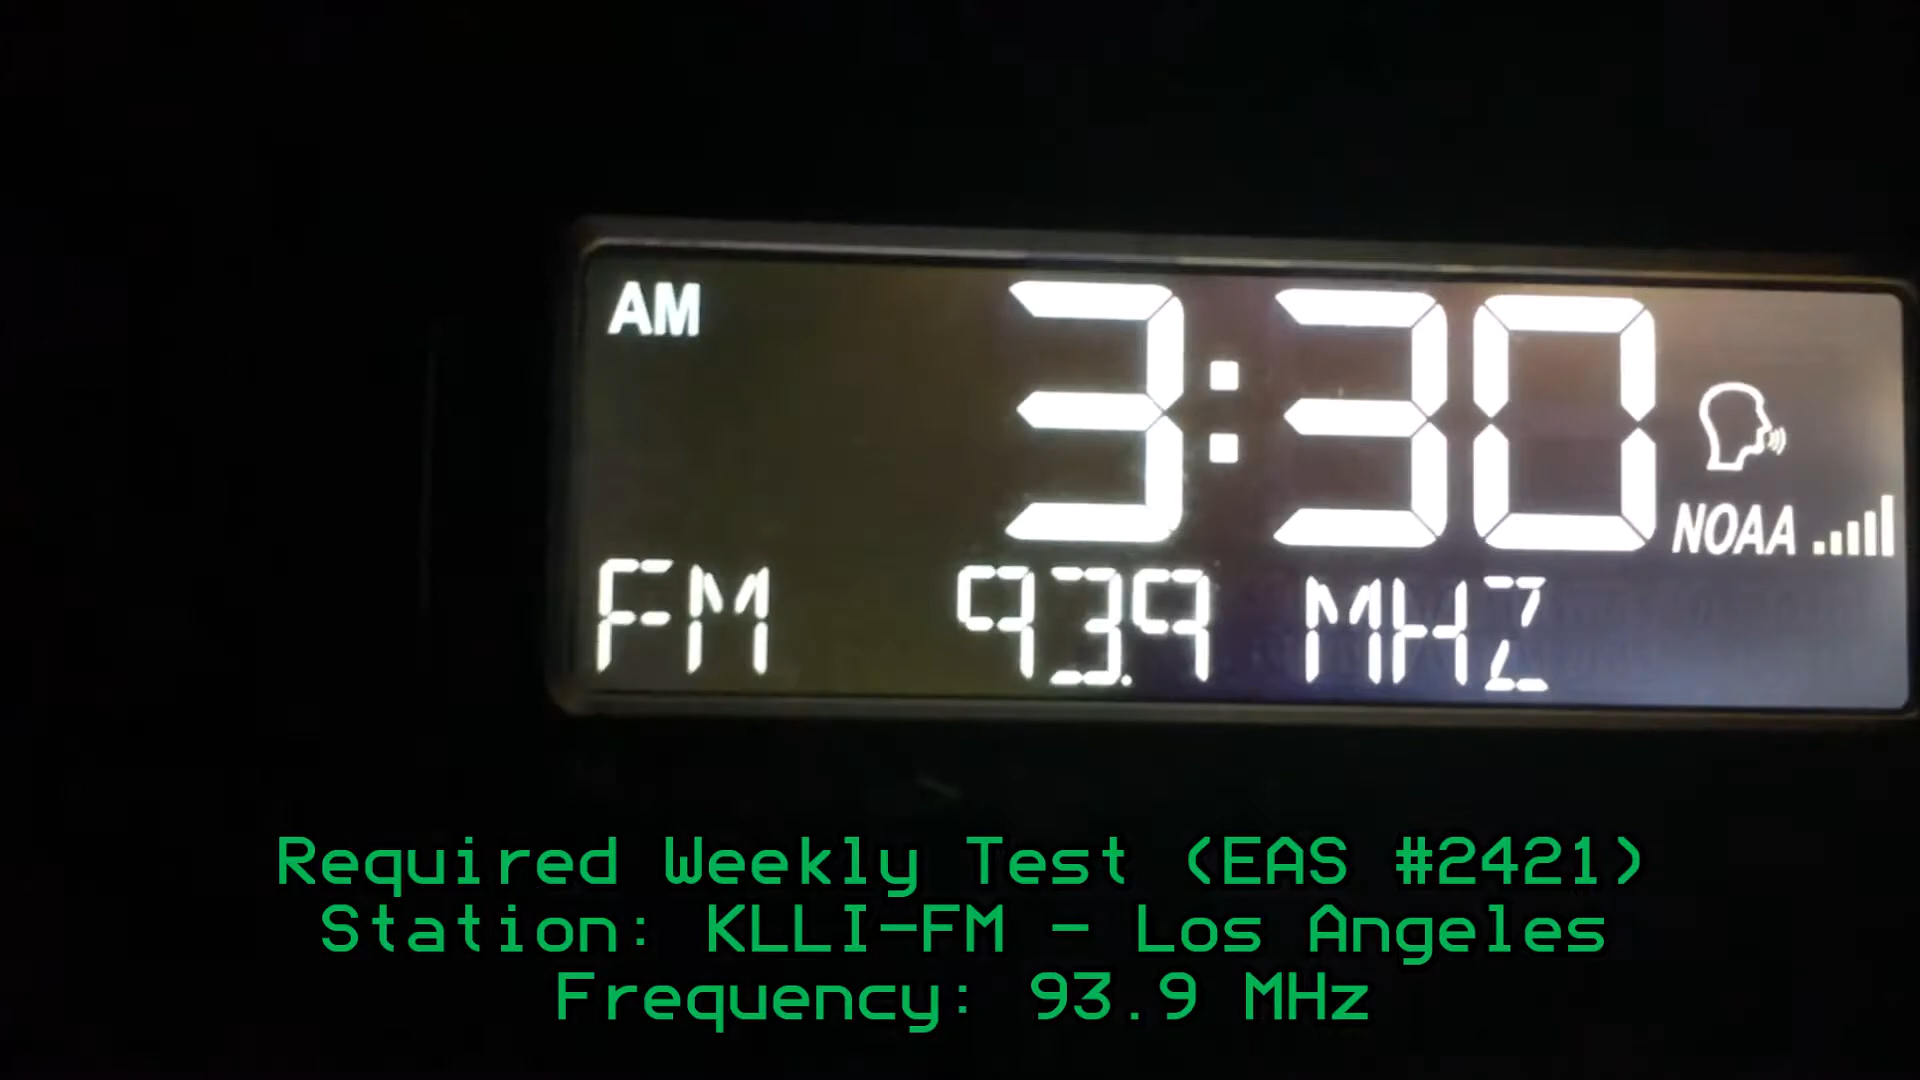 AM
3:30
NOAA
FM 93.9 MHZ
Required Weekly Test (EAS #2421)
Station: KLLI-FM - Los Angeles
Frequency: 93.9 MHz